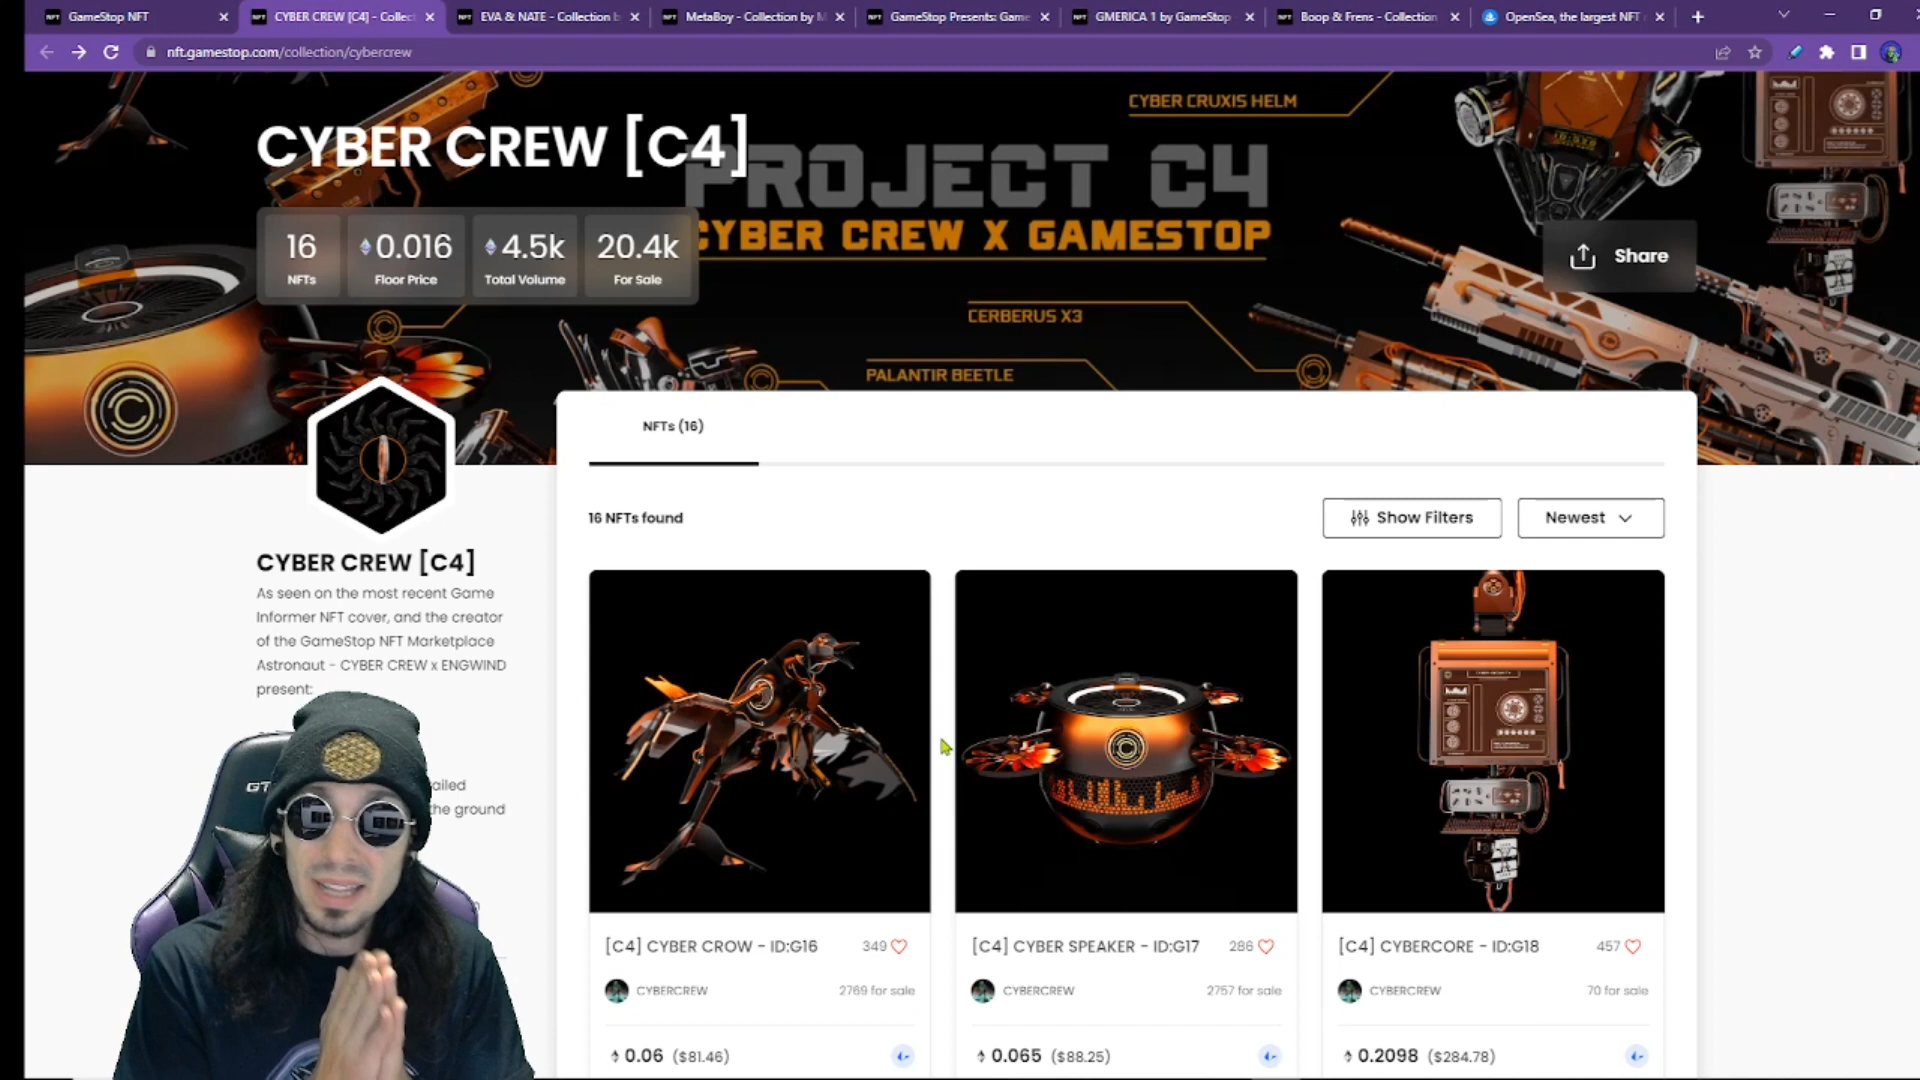 GameStop NFT
CYBER CREW [C4] - Collec
EVA & NATE - Collection b
MetaBoy - Collection by M
GameStop Presents: Game
GMERICA 1 by GameStop
Boop & Frens - Collection
OpenSea, the largest NFT
nft.gamestop.com/collection/cybercrew
CYBER CRUXIS HELM
CYBER CREW [C4]
PROJECT C4
CYBER CREW X GAMESTOP
16
NFTs
0.016
Floor Price
4.5k
Total Volume
20.4k
For Sale
Share
CERBERUS X3
PALANTIR BEETLE
NFTs (16)
16 NFTs found
Show Filters
Newest
CYBER CREW [C4]
As seen on the most recent Game
Informer NFT cover, and the creator
of the GameStop NFT Marketplace
Astronaut - CYBER CREW x ENGWIND
present:
ailed
the ground
GT
[C4] CYBER CROW - ID:G16
349
CYBERCREW
2769 for sale
0.06 ($81.46)
[C4] CYBER SPEAKER - ID:G17
286
CYBERCREW
2757 for sale
0.065 ($88.25)
[C4] CYBERCORE - ID:G18
457
CYBERCREW
70 for sale
0.2098 ($284.78)